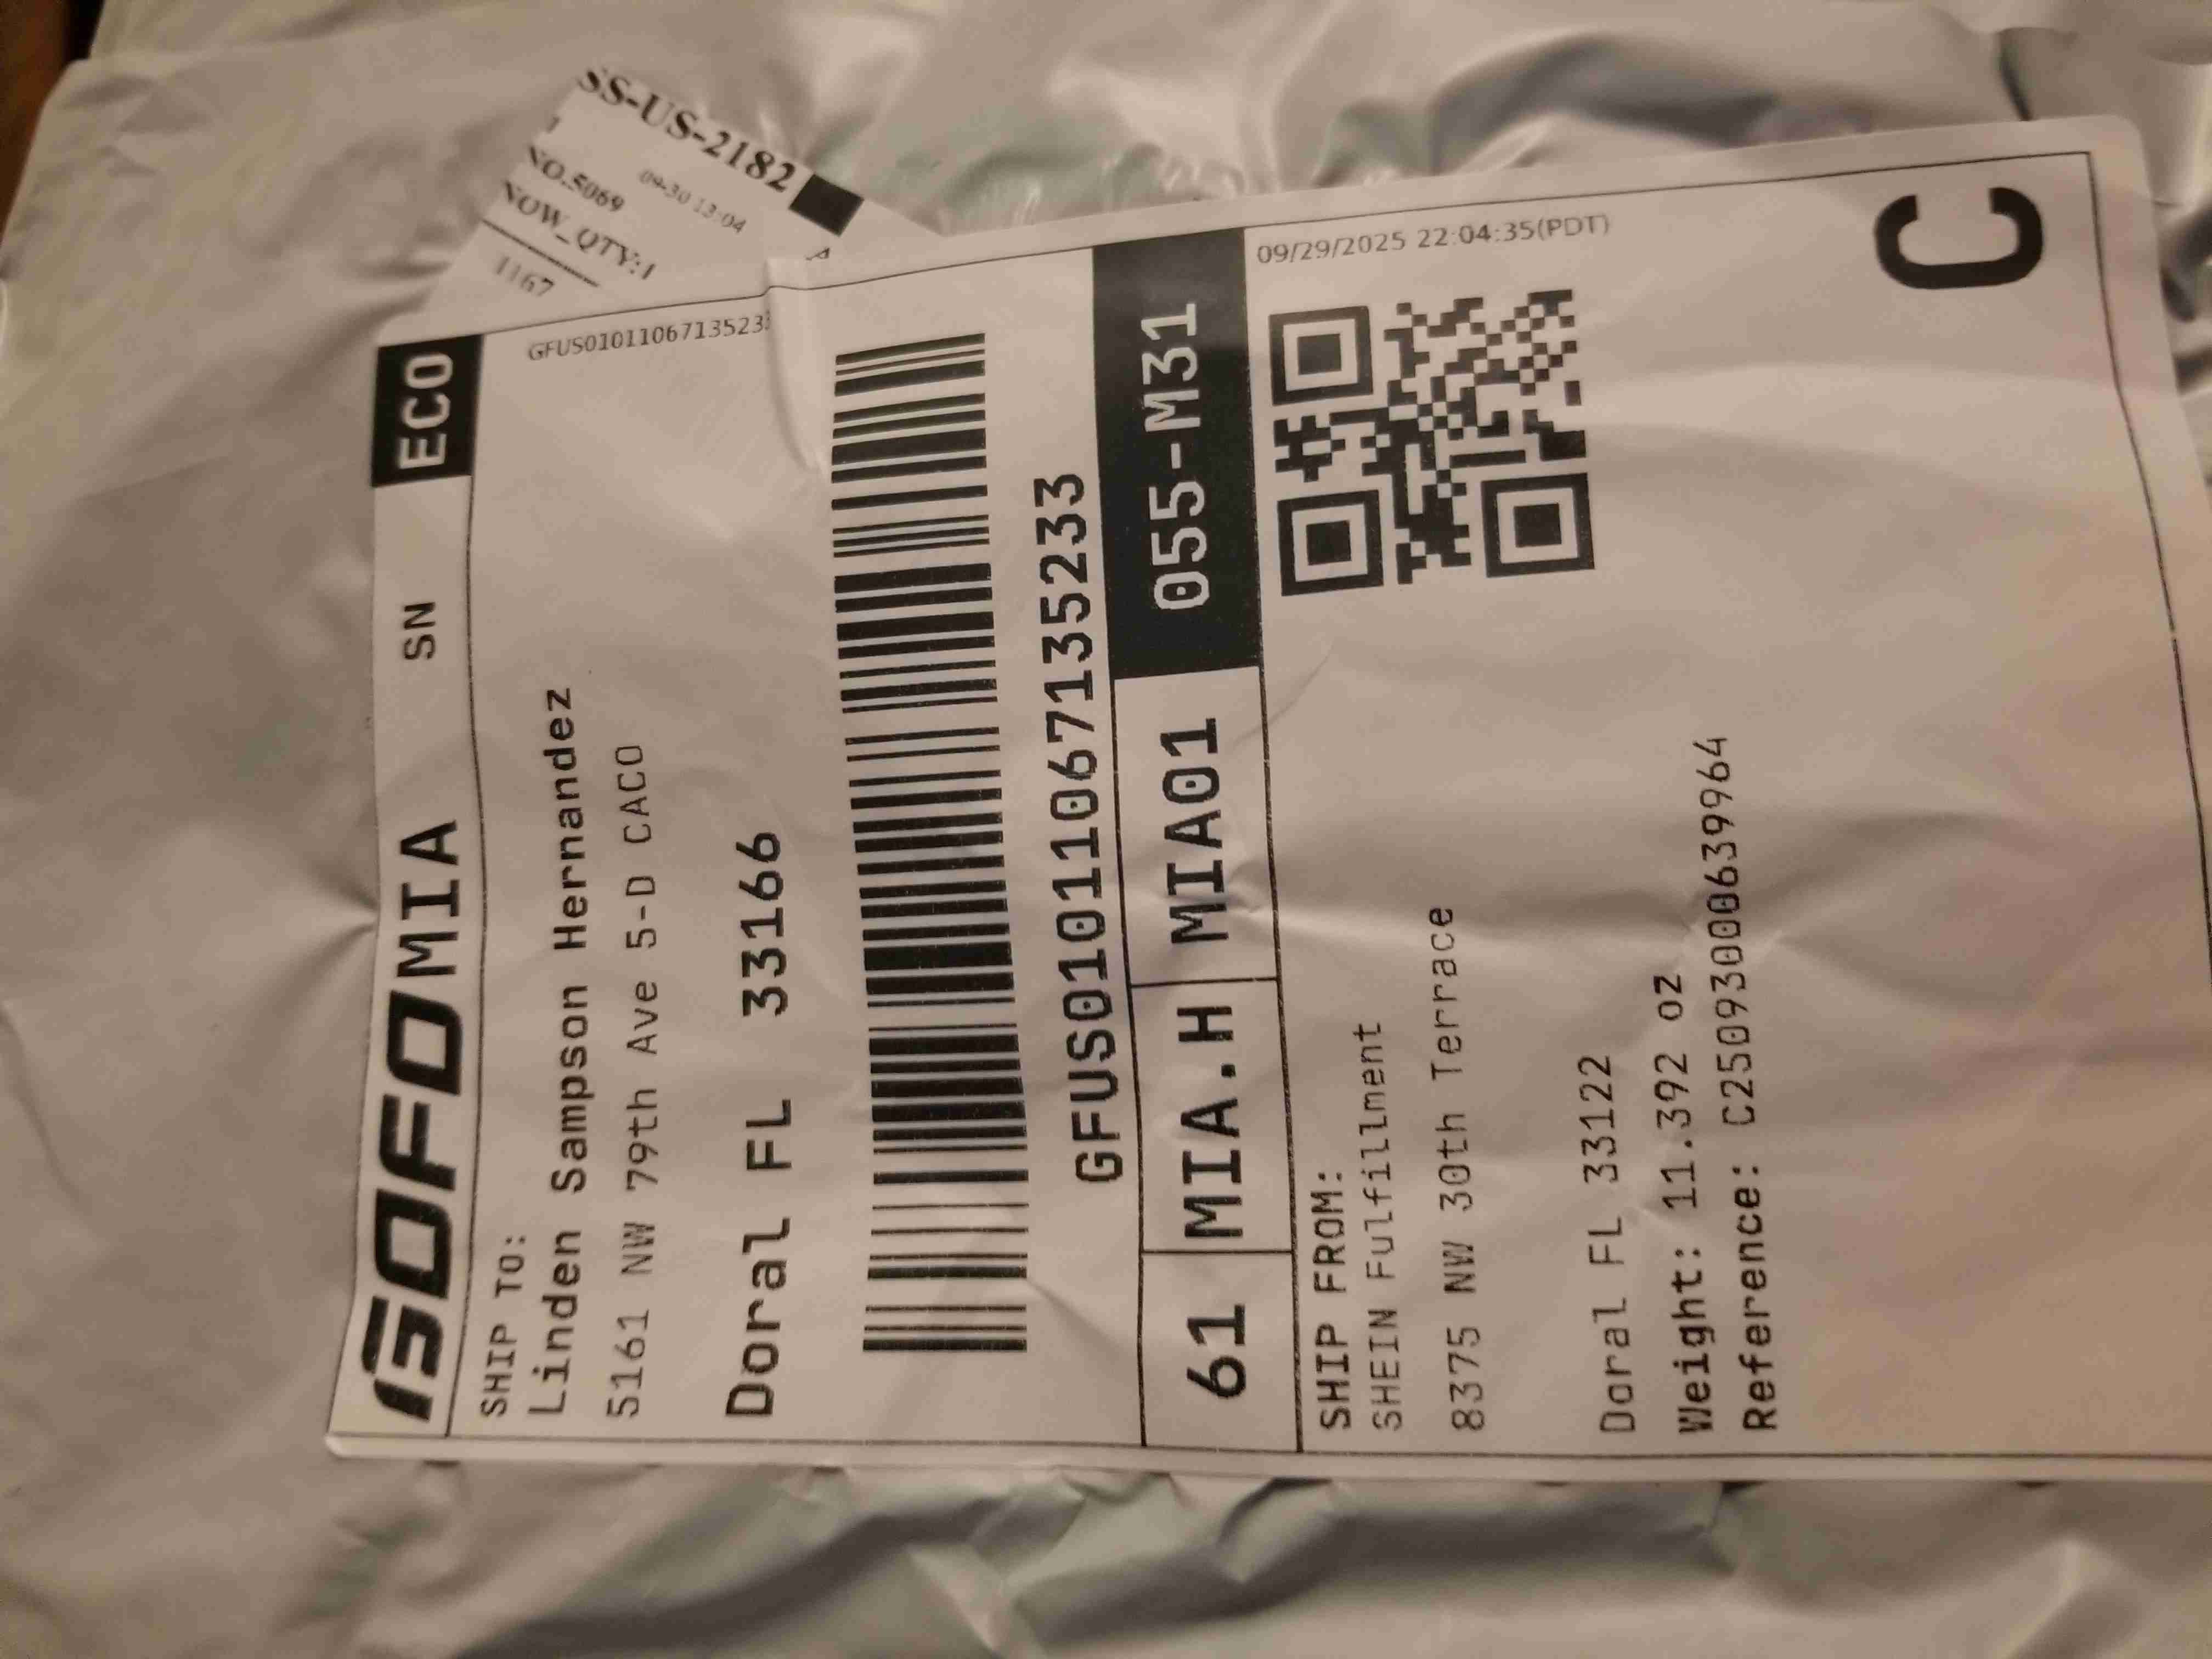 GOFO MIA SN ECO
GFUS01011067135233
SHIP TO:
Linden Sampson Hernandez
5161 NW 79th Ave 5-D CACO
Doral FL 33166
GFUS01011067135233
61 MIA.H MIA01 055-M31
09/29/2025 22:04:35(PDT)
SHIP FROM:
SHEIN Fulfillment
8375 NW 30th Terrace
Doral FL 33122
Weight: 11.392 oz
Reference: C2509300063​9964
C
SS-US-2182
09-30 13:04
NO.5069
NOW_QTY:1
1167